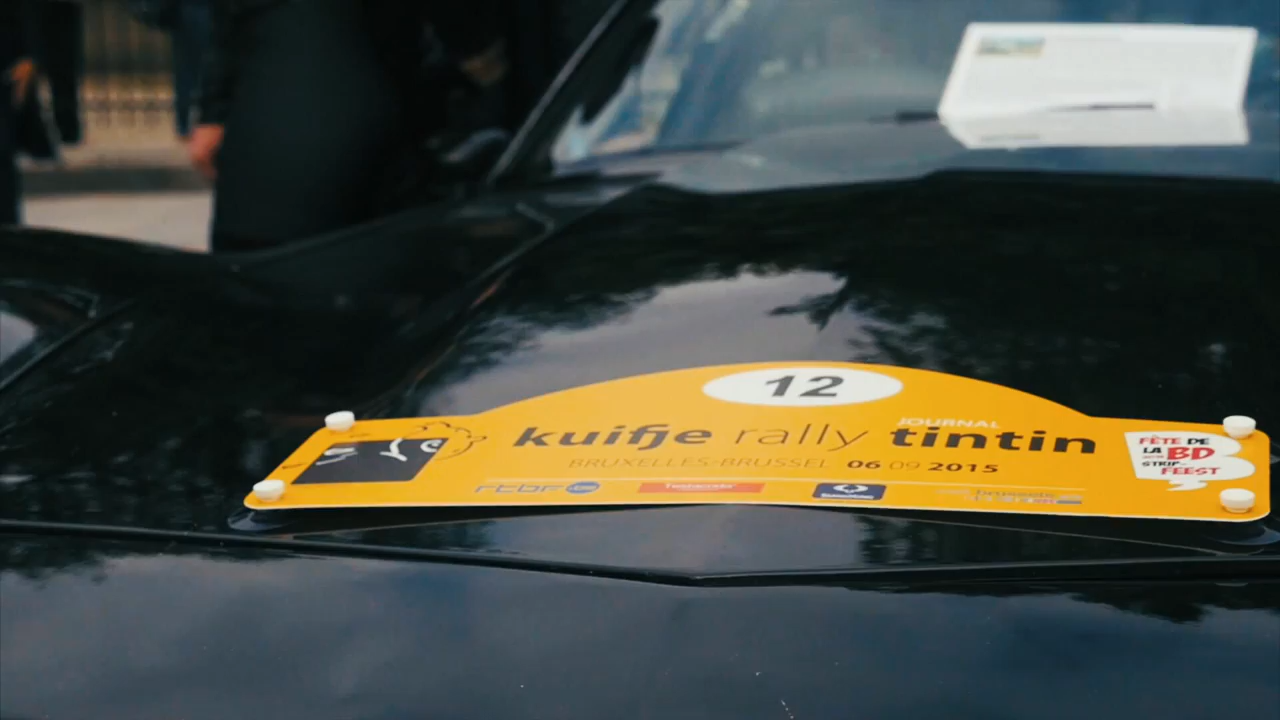 12
JOURNAL
kuifje rally tintin
BRUXELLES-BRUSSEL 06 09 2015
rtbf
FÊTE DE
LA BD
STRIP-
FEEST